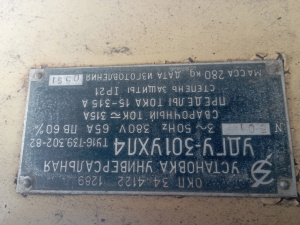 ОКП 34 4122 1289
УСТАНОВКА УНИВЕРСАЛЬНАЯ
УДГУ-301УХЛ4
ТУ16-739.302-82
3~50Hz 380V 65A ПВ 60%
СВАРОЧНЫЙ ТОК ≂ 315А
ПРЕДЕЛЫ ТОКА 15-315 А
СТЕПЕНЬ ЗАЩИТЫ IP21
МАССА 280 кg ДАТА ИЗГОТОВЛЕНИЯ